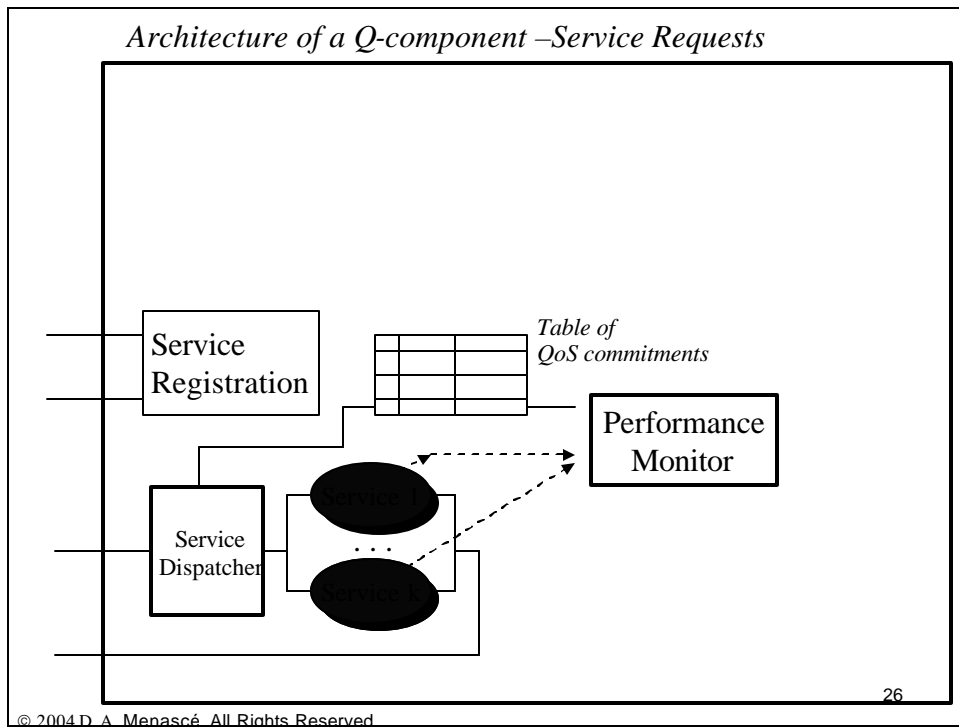 Architecture of a Q-component –Service Requests
Service
Registration
Table of
QoS commitments
Performance
Monitor
Service 1
Service
Dispatcher
. . .
Service k
26
© 2004 D. A. Menascé. All Rights Reserved.